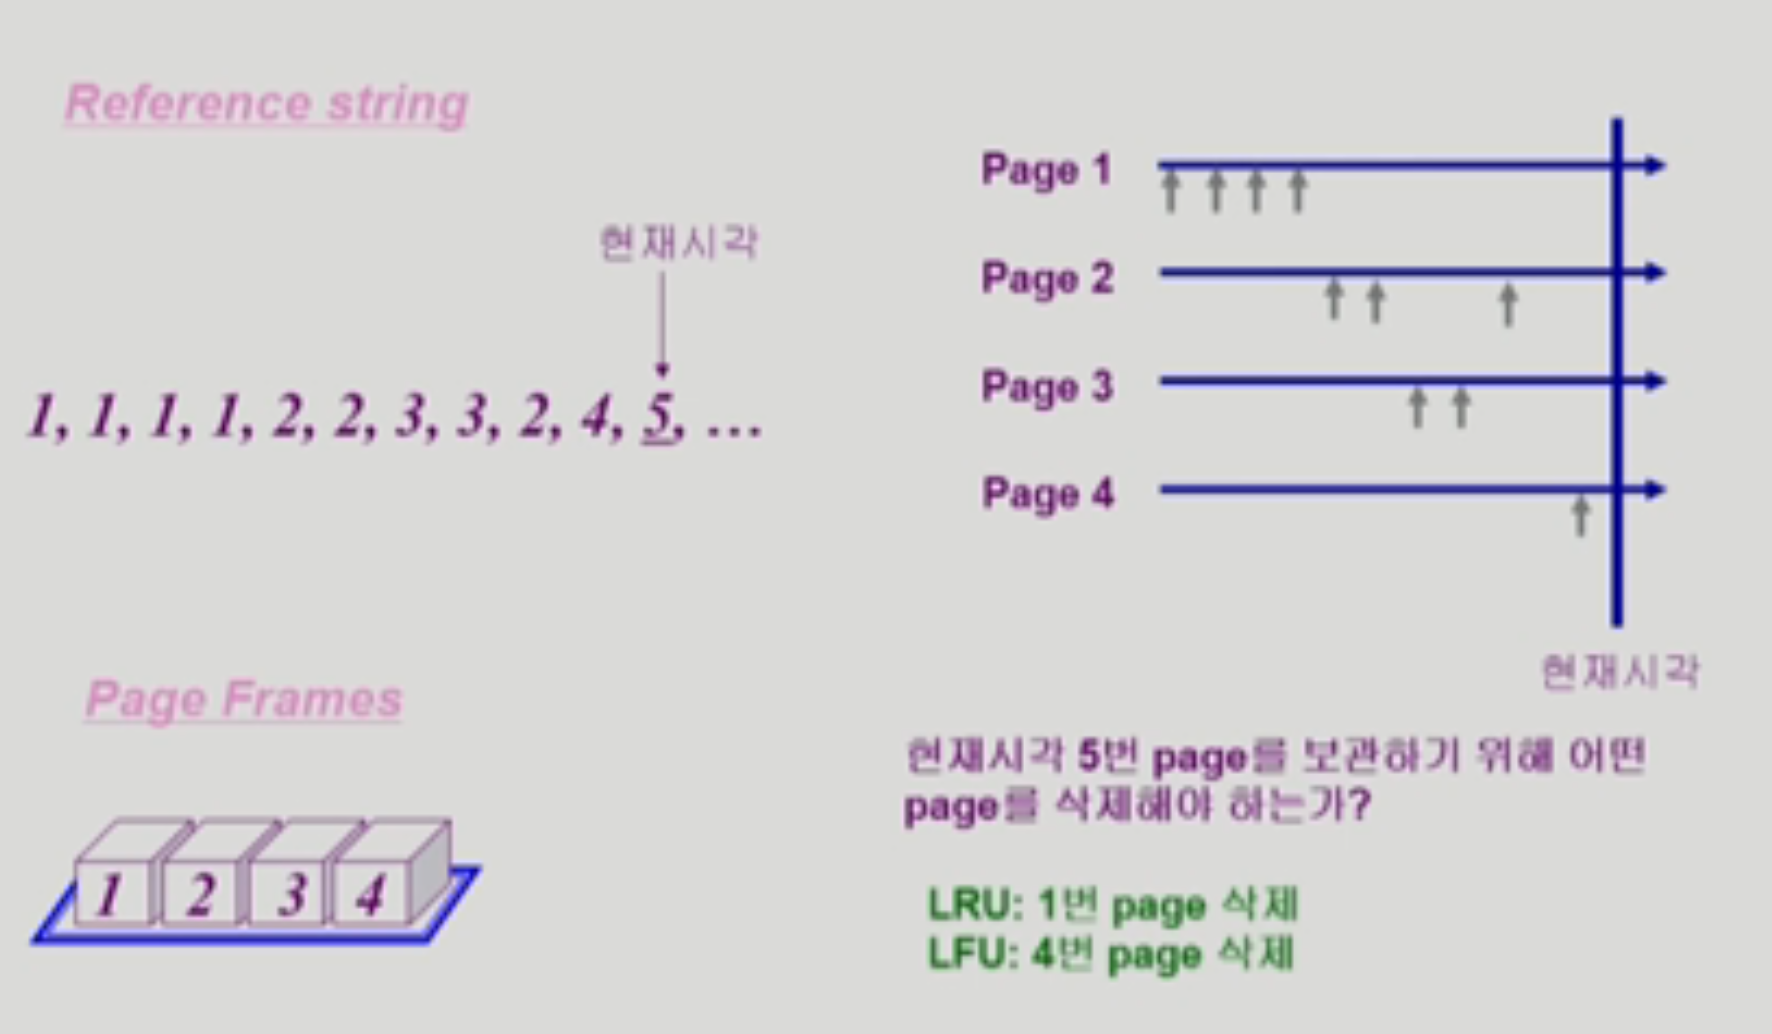 Reference string
현재시각
1, 1, 1, 1, 2, 2, 3, 3, 2, 4, 5, ...
Page Frames
1 2 3 4
Page 1
Page 2
Page 3
Page 4
현재시각
현재시각 5번 page를 보관하기 위해 어떤
page를 삭제해야 하는가?
LRU: 1번 page 삭제
LFU: 4번 page 삭제